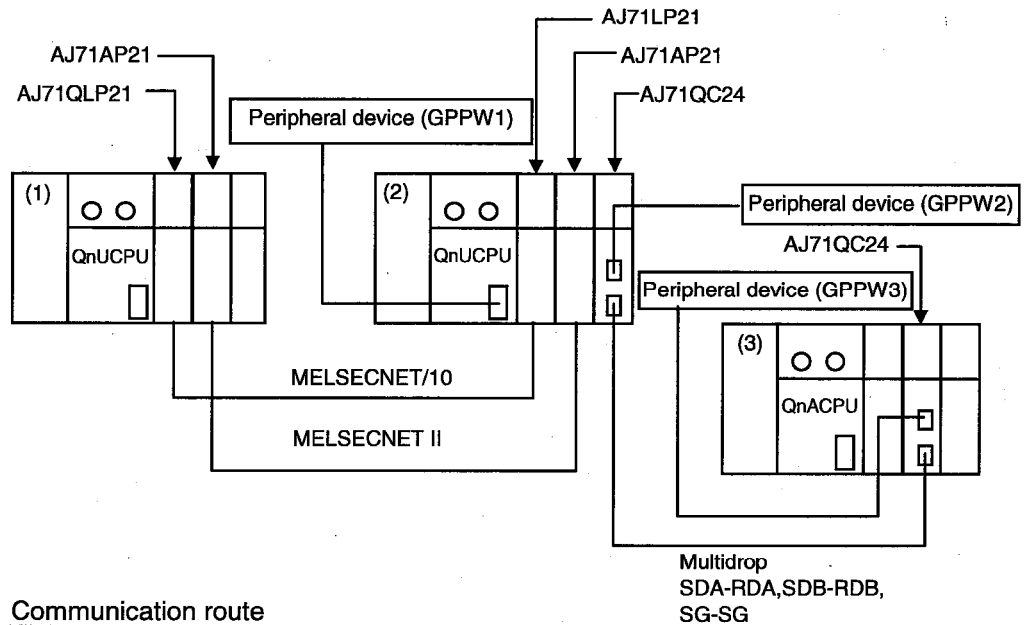 AJ71LP21
AJ71AP21
AJ71AP21
AJ71QLP21
AJ71QC24
Peripheral device (GPPW1)
(1)
QnUCPU
(2)
QnUCPU
Peripheral device (GPPW2)
AJ71QC24
Peripheral device (GPPW3)
(3)
QnACPU
MELSECNET/10
MELSECNET II
Multidrop
SDA-RDA,SDB-RDB,
SG-SG
Communication route